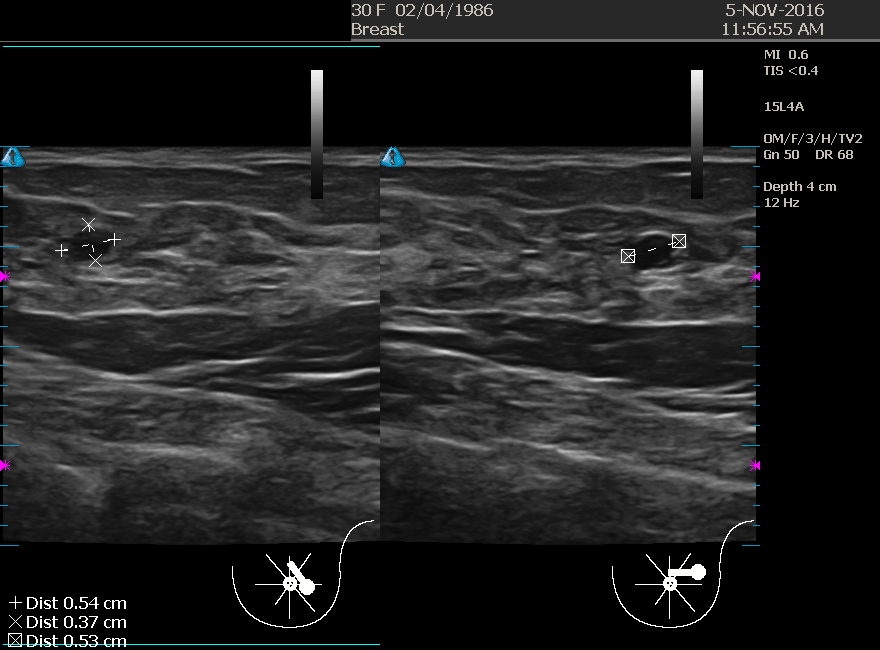 30 F 02/04/1986 5-NOV-2016
Breast 11:56:55 AM
MI 0.6
TIS <0.4
15L4A
OM/F/3/H/TV2
Gn 50 DR 68
Depth 4 cm
12 Hz
Dist 0.54 cm
Dist 0.37 cm
Dist 0.53 cm